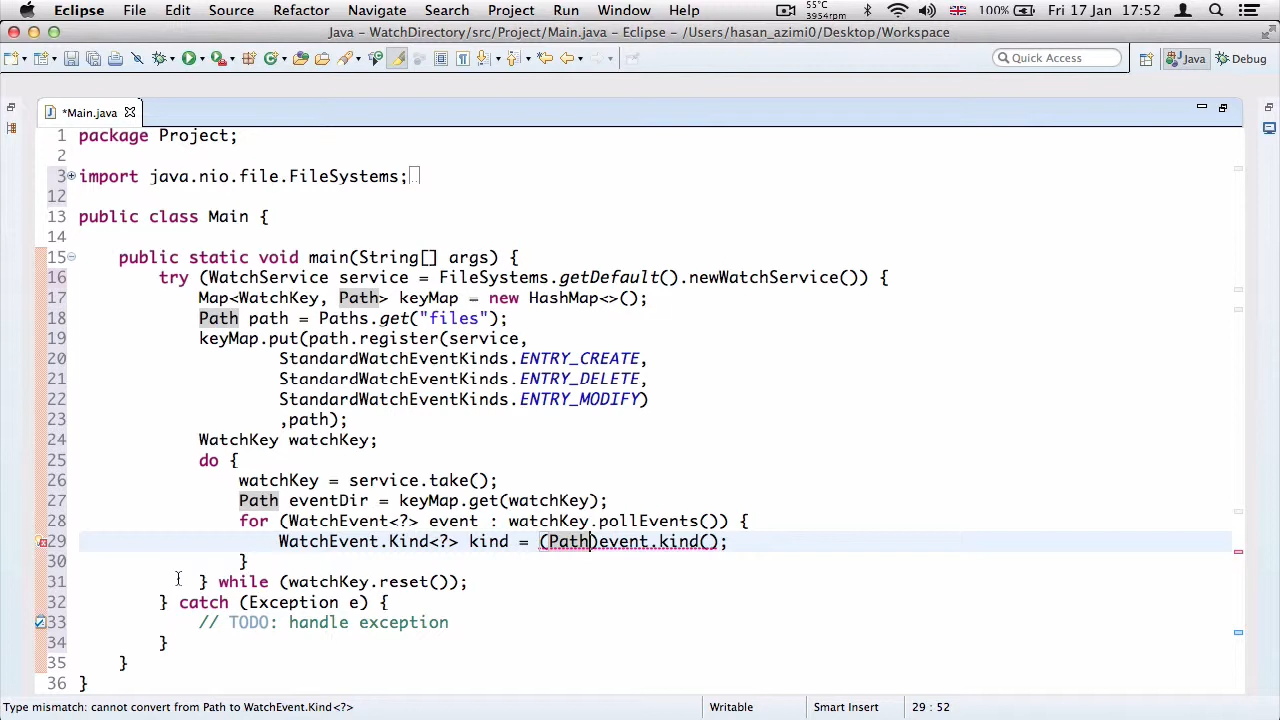 Eclipse File Edit Source Refactor Navigate Search Project Run Window Help 55°C 3954rpm 100% Fri 17 Jan 17:52
Java - WatchDirectory/src/Project/Main.java - Eclipse - /Users/hasan_azimi0/Desktop/Workspace
Quick Access Java Debug
*Main.java
1 package Project;
2
3 import java.nio.file.FileSystems;
12
13 public class Main {
14
15 public static void main(String[] args) {
16 try (WatchService service = FileSystems.getDefault().newWatchService()) {
17 Map<WatchKey, Path> keyMap = new HashMap<>();
18 Path path = Paths.get("files");
19 keyMap.put(path.register(service,
20 StandardWatchEventKinds.ENTRY_CREATE,
21 StandardWatchEventKinds.ENTRY_DELETE,
22 StandardWatchEventKinds.ENTRY_MODIFY)
23 ,path);
24 WatchKey watchKey;
25 do {
26 watchKey = service.take();
27 Path eventDir = keyMap.get(watchKey);
28 for (WatchEvent<?> event : watchKey.pollEvents()) {
29 WatchEvent.Kind<?> kind = (Path)event.kind();
30 }
31 } while (watchKey.reset());
32 } catch (Exception e) {
33 // TODO: handle exception
34 }
35 }
36 }
Type mismatch: cannot convert from Path to WatchEvent.Kind<?> Writable Smart Insert 29 : 52